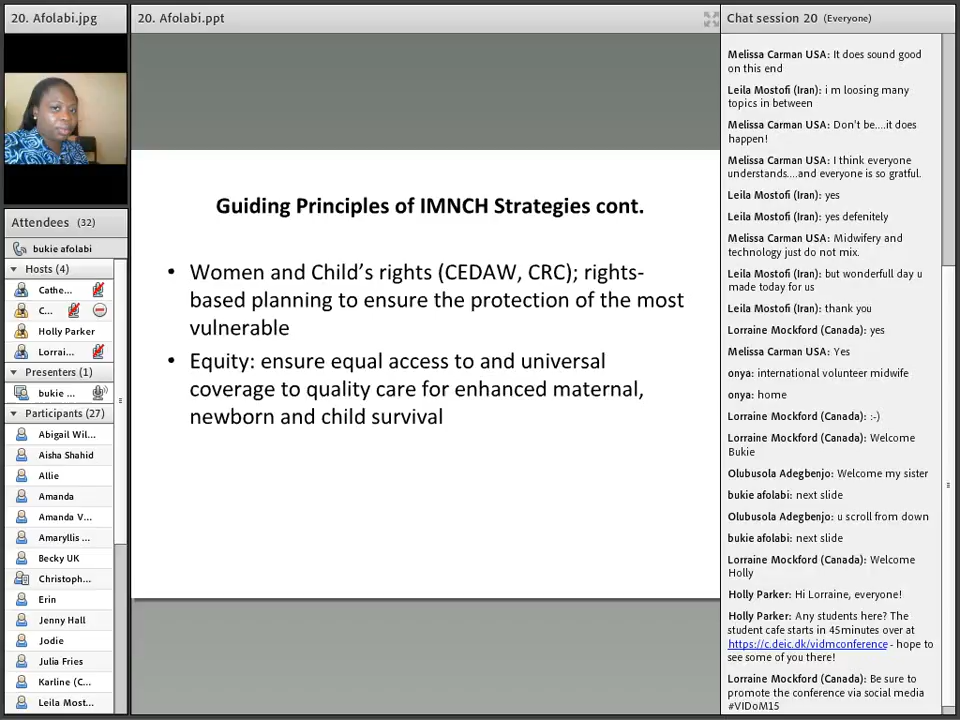 20. Afolabi.jpg
Attendees (32)
bukie afolabi
Hosts (4)
Cathe...
C...
Holly Parker
Lorrai...
Presenters (1)
bukie ...
Participants (27)
Abigail Wil...
Aisha Shahid
Allie
Amanda
Amanda V...
Amaryllis ...
Becky UK
Christoph...
Erin
Jenny Hall
Jodie
Julia Fries
Karline (C...
Leila Most...
20. Afolabi.ppt
Guiding Principles of IMNCH Strategies cont.
• Women and Child's rights (CEDAW, CRC); rights-
based planning to ensure the protection of the most
vulnerable
• Equity: ensure equal access to and universal
coverage to quality care for enhanced maternal,
newborn and child survival
Chat session 20 (Everyone)
Melissa Carman USA: It does sound good
on this end
Leila Mostofi (Iran): i m loosing many
topics in between
Melissa Carman USA: Don't be....it does
happen!
Melissa Carman USA: I think everyone
understands....and everyone is so gratful.
Leila Mostofi (Iran): yes
Leila Mostofi (Iran): yes defenitely
Melissa Carman USA: Midwifery and
technology just do not mix.
Leila Mostofi (Iran): but wonderfull day u
made today for us
Leila Mostofi (Iran): thank you
Lorraine Mockford (Canada): yes
Melissa Carman USA: Yes
onya: international volunteer midwife
onya: home
Lorraine Mockford (Canada): :-)
Lorraine Mockford (Canada): Welcome
Bukie
Olubusola Adegbenjo: Welcome my sister
bukie afolabi: next slide
Olubusola Adegbenjo: u scroll from down
bukie afolabi: next slide
Lorraine Mockford (Canada): Welcome
Holly
Holly Parker: Hi Lorraine, everyone!
Holly Parker: Any students here? The
student cafe starts in 45minutes over at
https://c.deic.dk/vidmconference - hope to
see some of you there!
Lorraine Mockford (Canada): Be sure to
promote the conference via social media
#VIDoM15